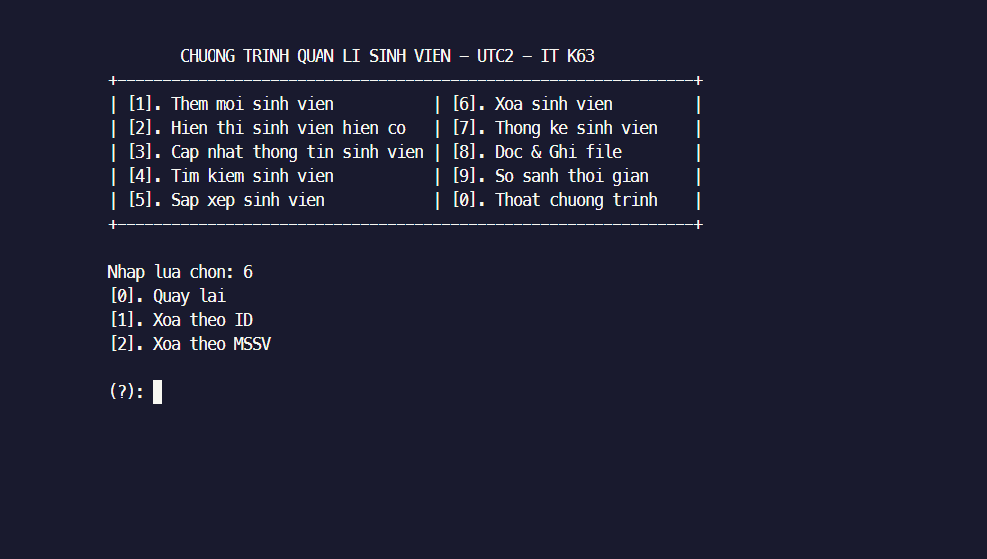 CHUONG TRINH QUAN LI SINH VIEN - UTC2 - IT K63
+----------------------------------------------------------------+
| [1]. Them moi sinh vien           | [6]. Xoa sinh vien         |
| [2]. Hien thi sinh vien hien co   | [7]. Thong ke sinh vien    |
| [3]. Cap nhat thong tin sinh vien | [8]. Doc & Ghi file        |
| [4]. Tim kiem sinh vien           | [9]. So sanh thoi gian     |
| [5]. Sap xep sinh vien            | [0]. Thoat chuong trinh    |
+----------------------------------------------------------------+
Nhap lua chon: 6
[0]. Quay lai
[1]. Xoa theo ID
[2]. Xoa theo MSSV
(?):